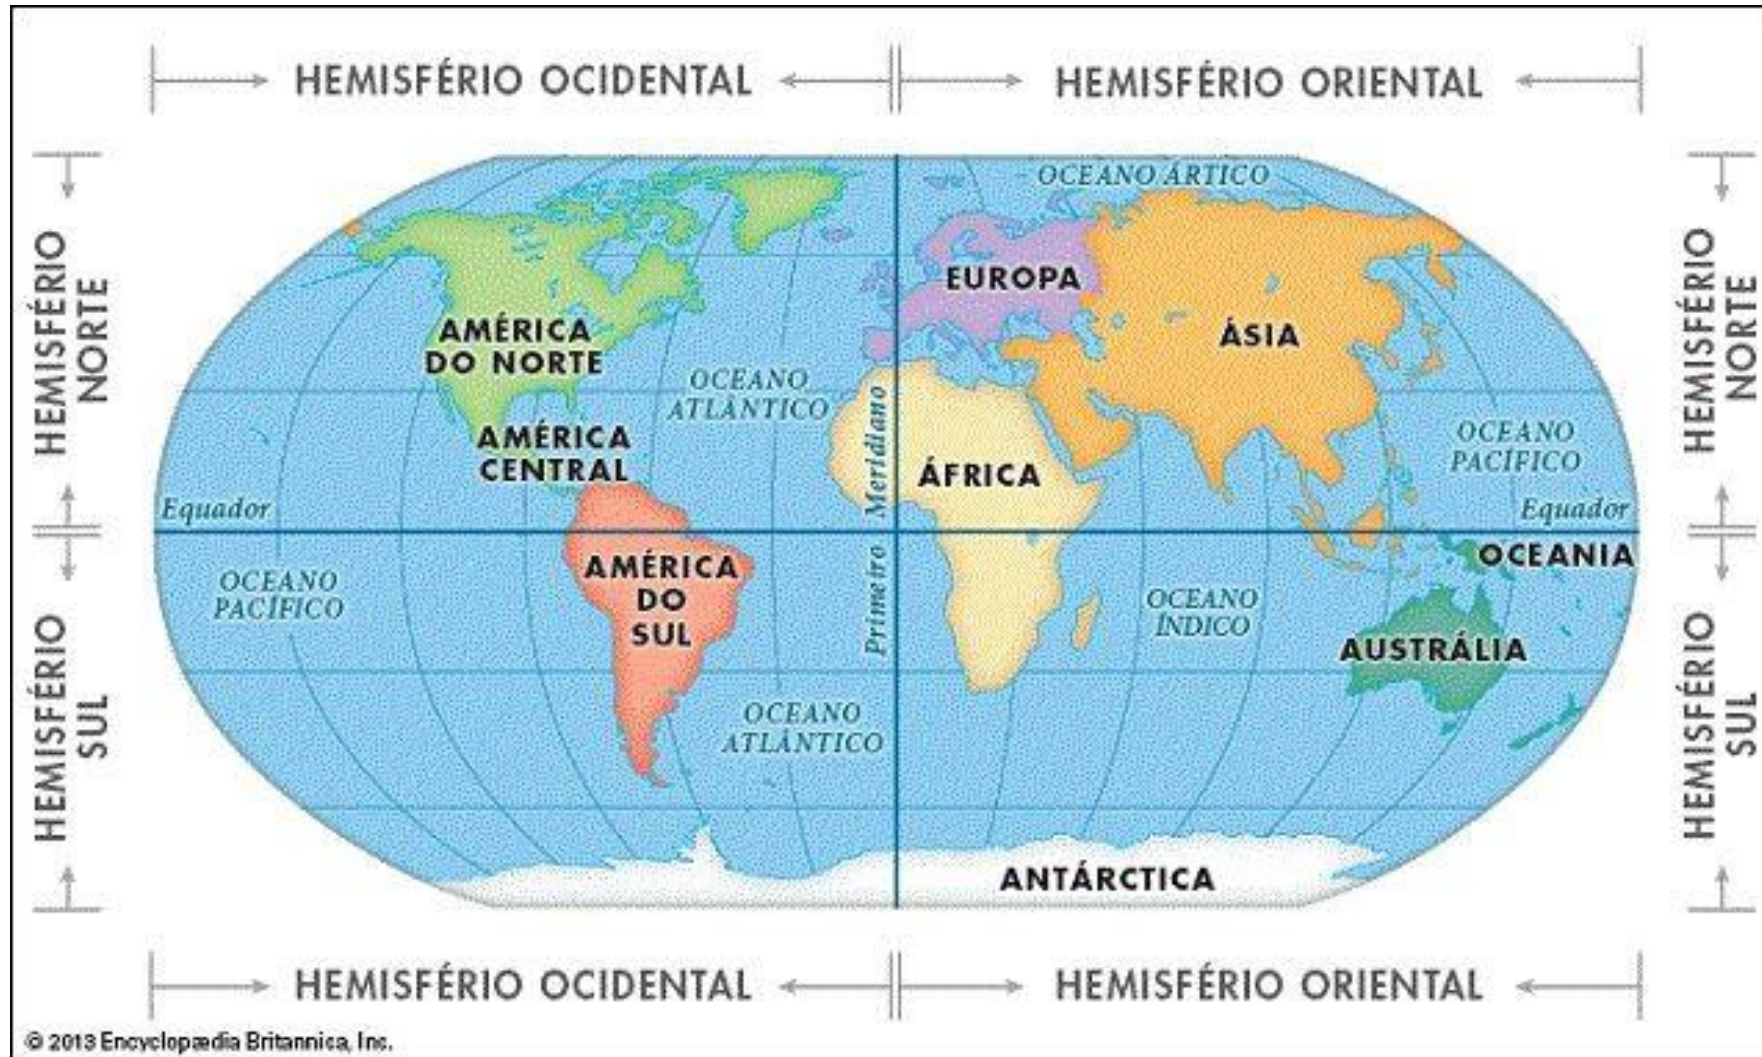 HEMISFÉRIO OCIDENTAL
HEMISFÉRIO ORIENTAL
HEMISFÉRIO
NORTE
HEMISFÉRIO
NORTE
OCEANO ÁRTICO
EUROPA
AMÉRICA
DO NORTE
ÁSIA
OCEANO
ATLÂNTICO
AMÉRICA
CENTRAL
OCEANO
PACÍFICO
ÁFRICA
Primeiro Meridiano
Equador
Equador
OCEANIA
AMÉRICA
DO
SUL
OCEANO
PACÍFICO
OCEANO
ÍNDICO
AUSTRÁLIA
HEMISFÉRIO
SUL
HEMISFÉRIO
SUL
OCEANO
ATLÂNTICO
ANTÁRCTICA
HEMISFÉRIO OCIDENTAL
HEMISFÉRIO ORIENTAL
© 2013 Encyclopædia Britannica, Inc.